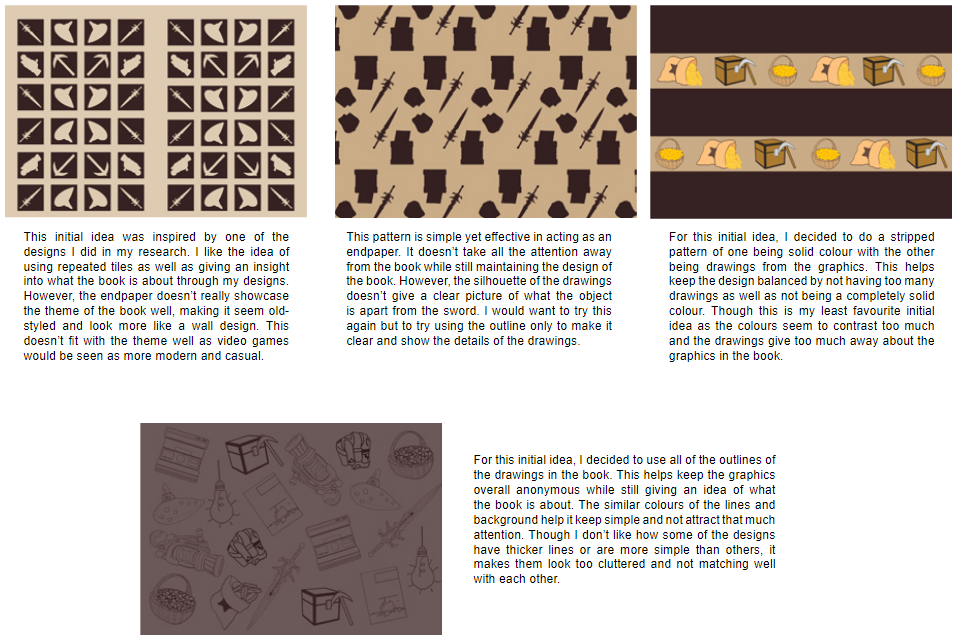 This initial idea was inspired by one of the
designs I did in my research. I like the idea of
using repeated tiles as well as giving an insight
into what the book is about through my designs.
However, the endpaper doesn't really showcase
the theme of the book well, making it seem old-
styled and look more like a wall design. This
doesn't fit with the theme well as video games
would be seen as more modern and casual.
This pattern is simple yet effective in acting as an
endpaper. It doesn't take all the attention away
from the book while still maintaining the design of
the book. However, the silhouette of the drawings
doesn't give a clear picture of what the object
is apart from the sword. I would want to try this
again but to try using the outline only to make it
clear and show the details of the drawings.
For this initial idea, I decided to do a stripped
pattern of one being solid colour with the other
being drawings from the graphics. This helps
keep the design balanced by not having too many
drawings as well as not being a completely solid
colour. Though this is my least favourite initial
idea as the colours seem to contrast too much
and the drawings give too much away about the
graphics in the book.
For this initial idea, I decided to use all of the outlines of
the drawings in the book. This helps keep the graphics
overall anonymous while still giving an idea of what
the book is about. The similar colours of the lines and
background help it keep simple and not attract that much
attention. Though I don't like how some of the designs
have thicker lines or are more simple than others, it
makes them look too cluttered and not matching well
with each other.